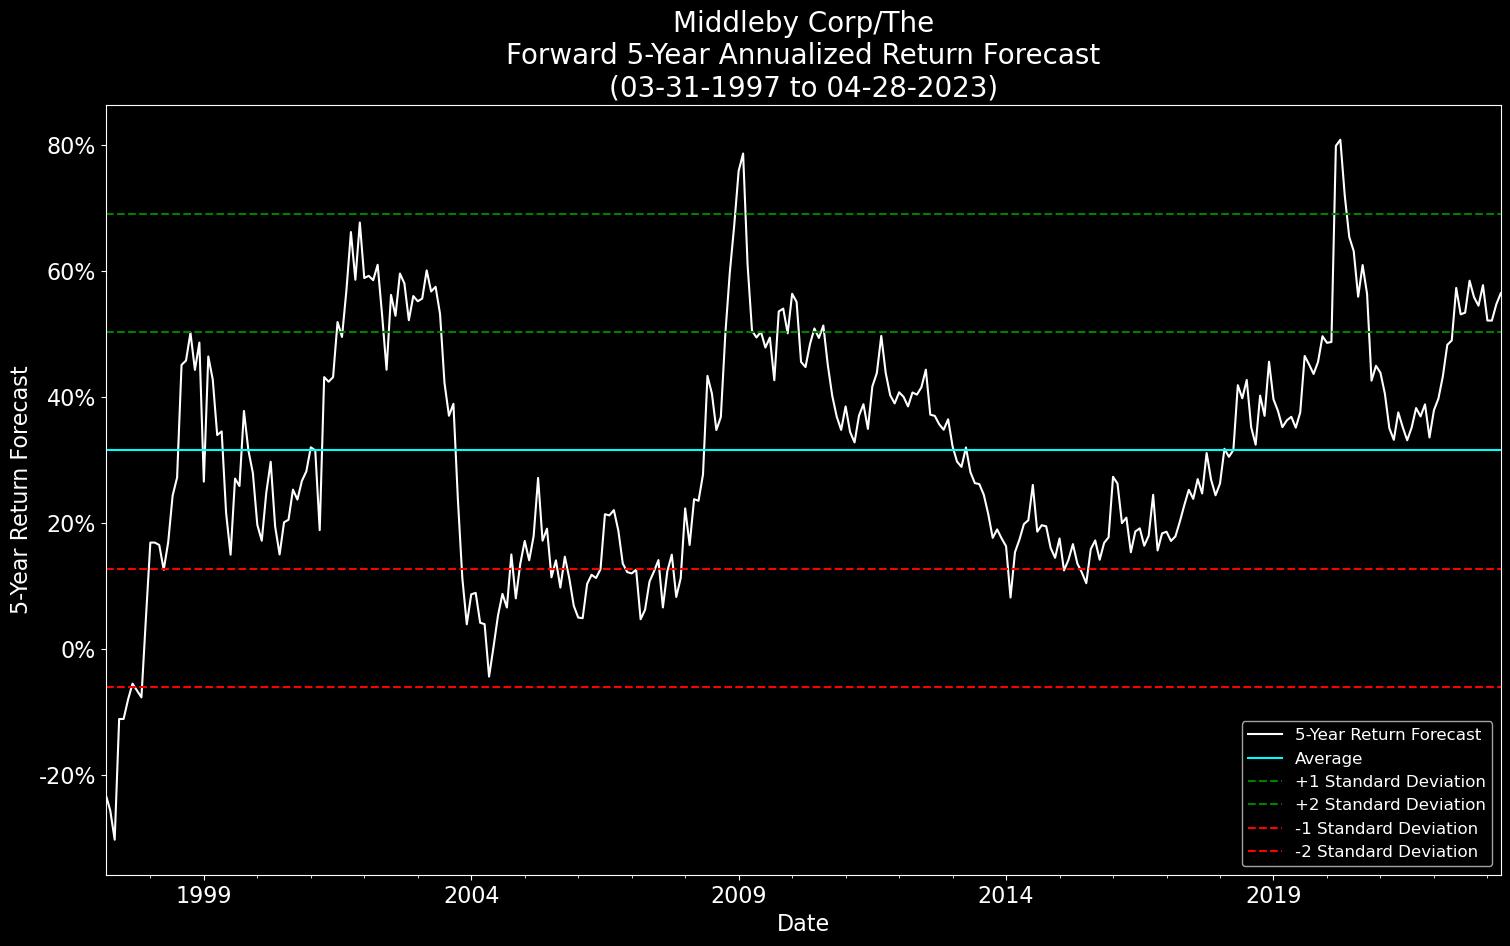 Middleby Corp/The
Forward 5-Year Annualized Return Forecast
(03-31-1997 to 04-28-2023)
5-Year Return Forecast
80%
60%
40%
20%
0%
-20%
1999
2004
2009
2014
2019
Date
5-Year Return Forecast
Average
+1 Standard Deviation
+2 Standard Deviation
-1 Standard Deviation
-2 Standard Deviation